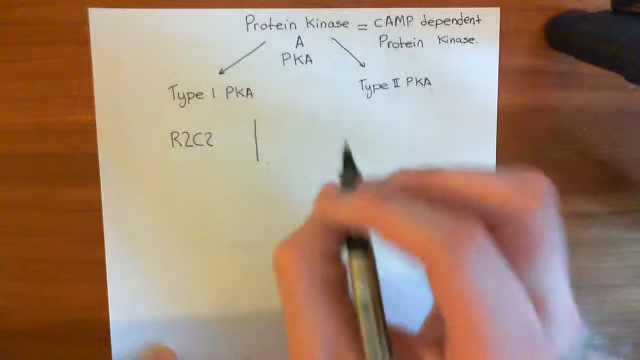 Protein Kinase = cAMP dependent
A Protein Kinase.
PKA
Type I PKA
Type II PKA
R2C2